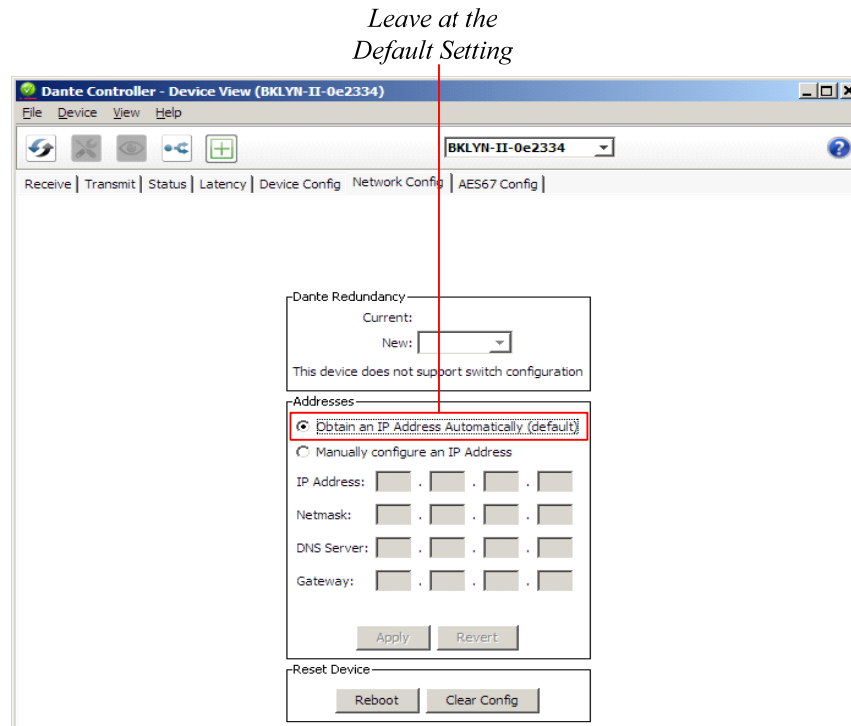 Leave at the
Default Setting
Dante Controller - Device View (BKLYN-II-0e2334)
File Device View Help
BKLYN-II-0e2334
Receive Transmit Status Latency Device Config Network Config AES67 Config
Dante Redundancy
Current:
New:
This device does not support switch configuration
Addresses
Obtain an IP Address Automatically (default)
Manually configure an IP Address
IP Address: . . .
Netmask: . . .
DNS Server: . . .
Gateway: . . .
Apply Revert
Reset Device
Reboot Clear Config